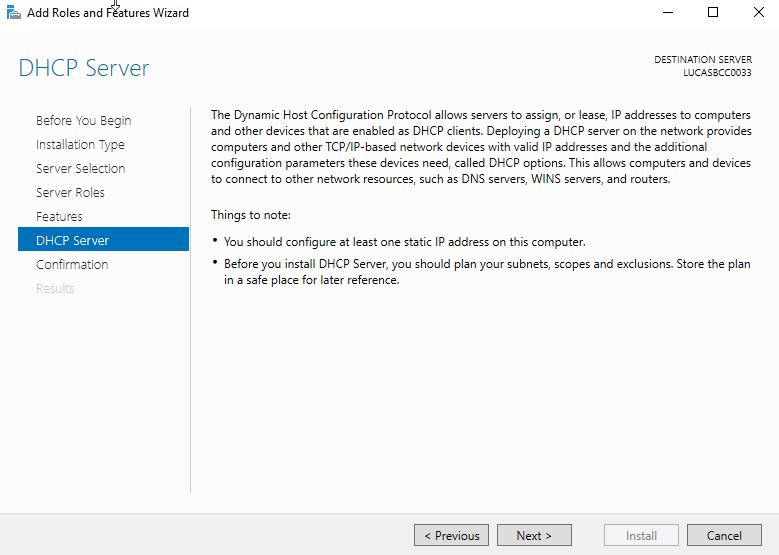 Add Roles and Features Wizard
DHCP Server
DESTINATION SERVER
LUCASBCC0033
Before You Begin
Installation Type
Server Selection
Server Roles
Features
DHCP Server
Confirmation
Results
The Dynamic Host Configuration Protocol allows servers to assign, or lease, IP addresses to computers
and other devices that are enabled as DHCP clients. Deploying a DHCP server on the network provides
computers and other TCP/IP-based network devices with valid IP addresses and the additional
configuration parameters these devices need, called DHCP options. This allows computers and devices
to connect to other network resources, such as DNS servers, WINS servers, and routers.
Things to note:
• You should configure at least one static IP address on this computer.
• Before you install DHCP Server, you should plan your subnets, scopes and exclusions. Store the plan
in a safe place for later reference.
< Previous
Next >
Install
Cancel